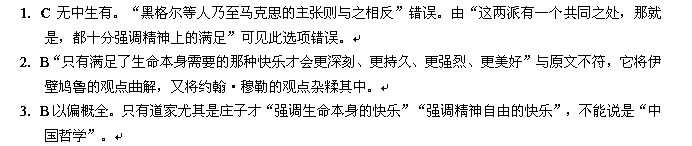 1. C 无中生有。“黑格尔等人乃至马克思的主张则与之相反”错误。由“这两派有一个共同之处，那就
是，都十分强调精神上的满足”可见此选项错误。↵
2. B“只有满足了生命本身需要的那种快乐才会更深刻、更持久、更强烈、更美好”与原文不符，它将伊
壁鸠鲁的观点曲解，又将约翰·穆勒的观点杂糅其中。↵
3. B以偏概全。只有道家尤其是庄子才“强调生命本身的快乐”“强调精神自由的快乐”，不能说是“中
国哲学”。↵